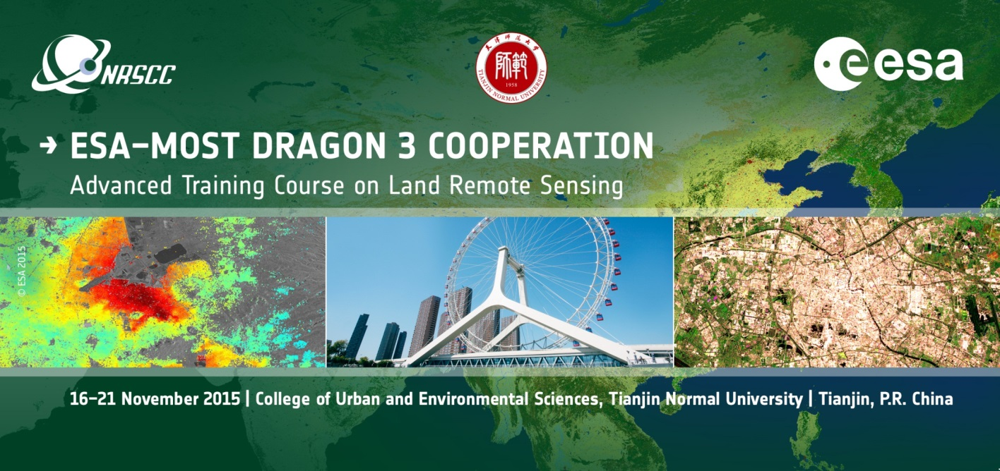 NRSCC
天津师范大学
師範
1958
TIANJIN NORMAL UNIVERSITY
esa
→ ESA–MOST DRAGON 3 COOPERATION
Advanced Training Course on Land Remote Sensing
© ESA 2015
16–21 November 2015 | College of Urban and Environmental Sciences, Tianjin Normal University | Tianjin, P.R. China